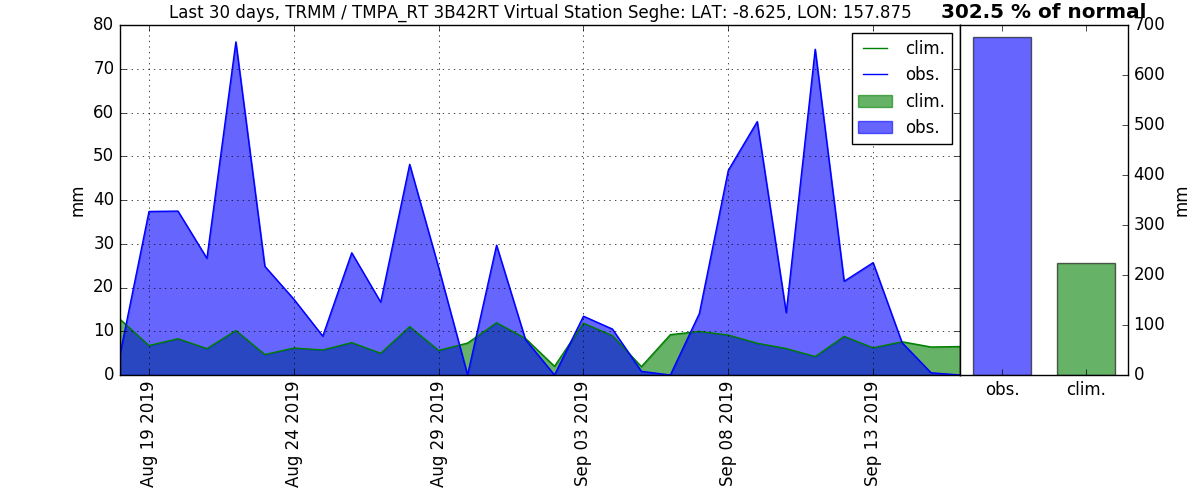 Last 30 days, TRMM / TMPA_RT 3B42RT Virtual Station Seghe: LAT: -8.625, LON: 157.875
302.5 % of normal
80
70
60
50
40
30
20
10
0
mm
clim.
obs.
clim.
obs.
Aug 19 2019
Aug 24 2019
Aug 29 2019
Sep 03 2019
Sep 08 2019
Sep 13 2019
700
600
500
400
300
200
100
0
mm
obs.
clim.